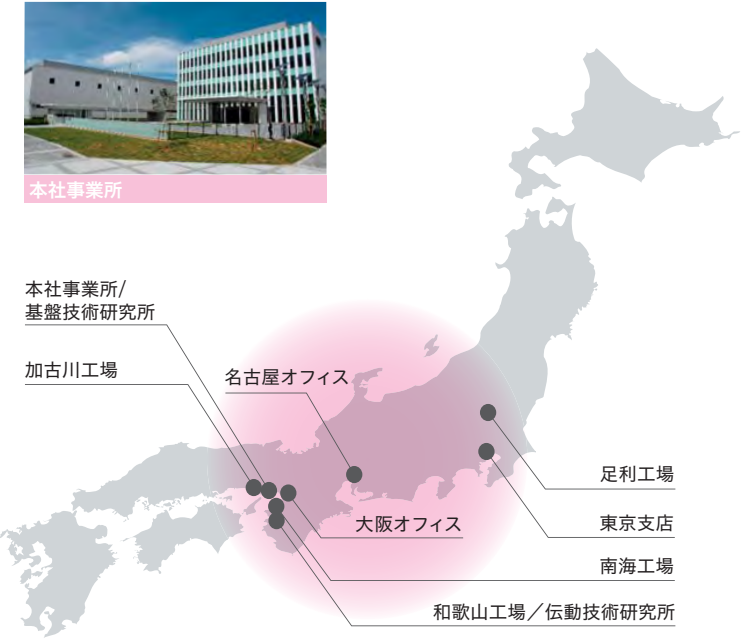 本社事業所
本社事業所/
基盤技術研究所
加古川工場
名古屋オフィス
足利工場
大阪オフィス
東京支店
南海工場
和歌山工場／伝動技術研究所